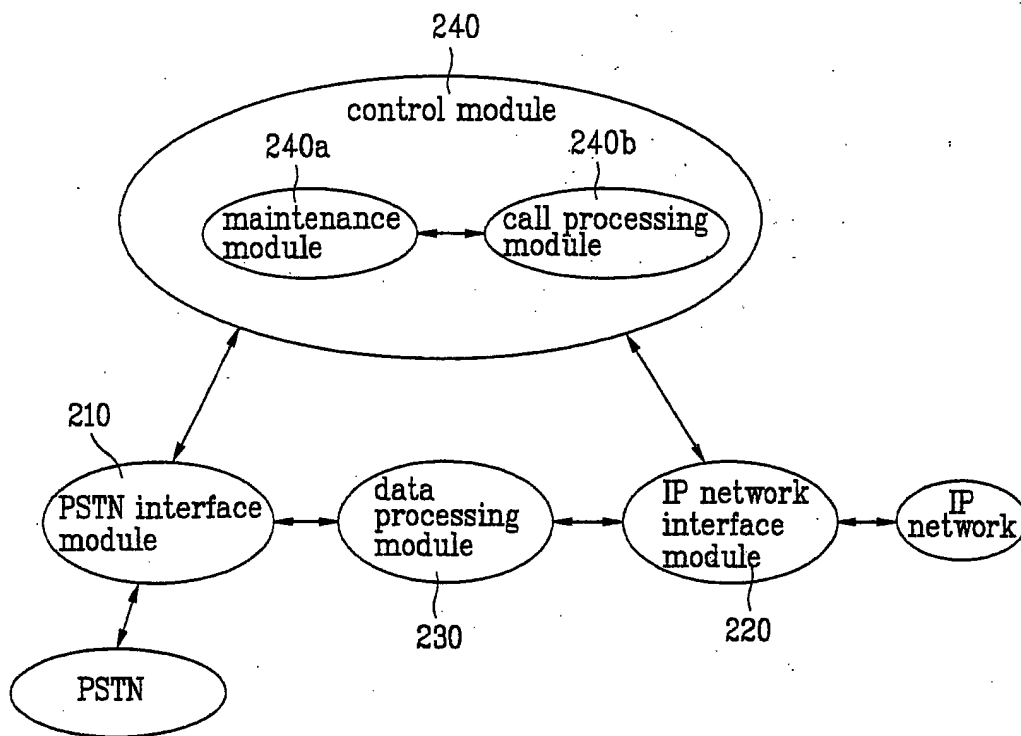 240
control module
240a
240b
maintenance
module
call processing
module
210
PSTN interface
module
data
processing
module
IP network
interface
module
IP
network
230
220
PSTN